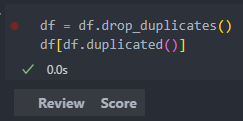 df = df.drop_duplicates()
df[df.duplicated()]
0.0s
Review Score